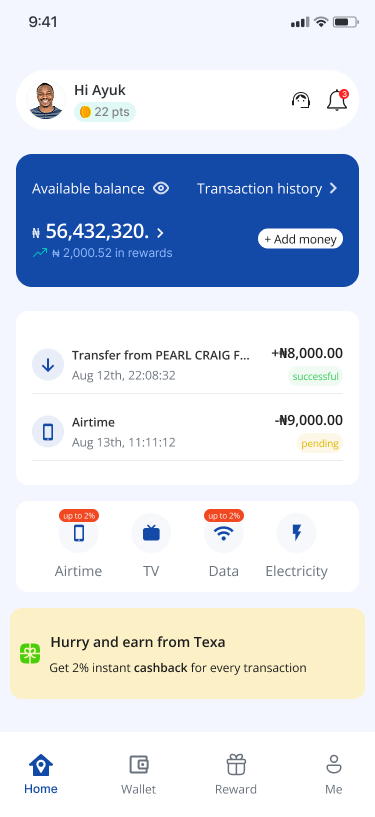 9:41
Hi Ayuk
3
22 pts
Available balance
Transaction history
₦ 56,432,320.
+ Add money
₦ 2,000.52 in rewards
Transfer from PEARL CRAIG F...
+₦8,000.00
Aug 12th, 22:08:32
successful
Airtime
-₦9,000.00
Aug 13th, 11:11:12
pending
up to 2%
up to 2%
Airtime
TV
Data
Electricity
Hurry and earn from Texa
Get 2% instant cashback for every transaction
Home
Wallet
Reward
Me